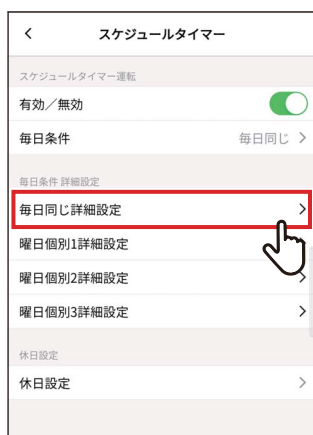 スケジュールタイマー
スケジュールタイマー運転
有効／無効
毎日条件 毎日同じ
毎日条件 詳細設定
毎日同じ詳細設定
曜日個別1詳細設定
曜日個別2詳細設定
曜日個別3詳細設定
休日設定
休日設定